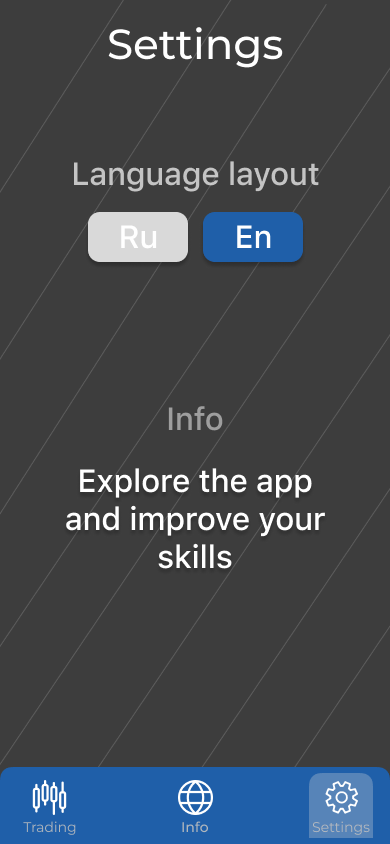 Settings
Language layout
Ru En
Info
Explore the app
and improve your
skills
Trading Info Settings